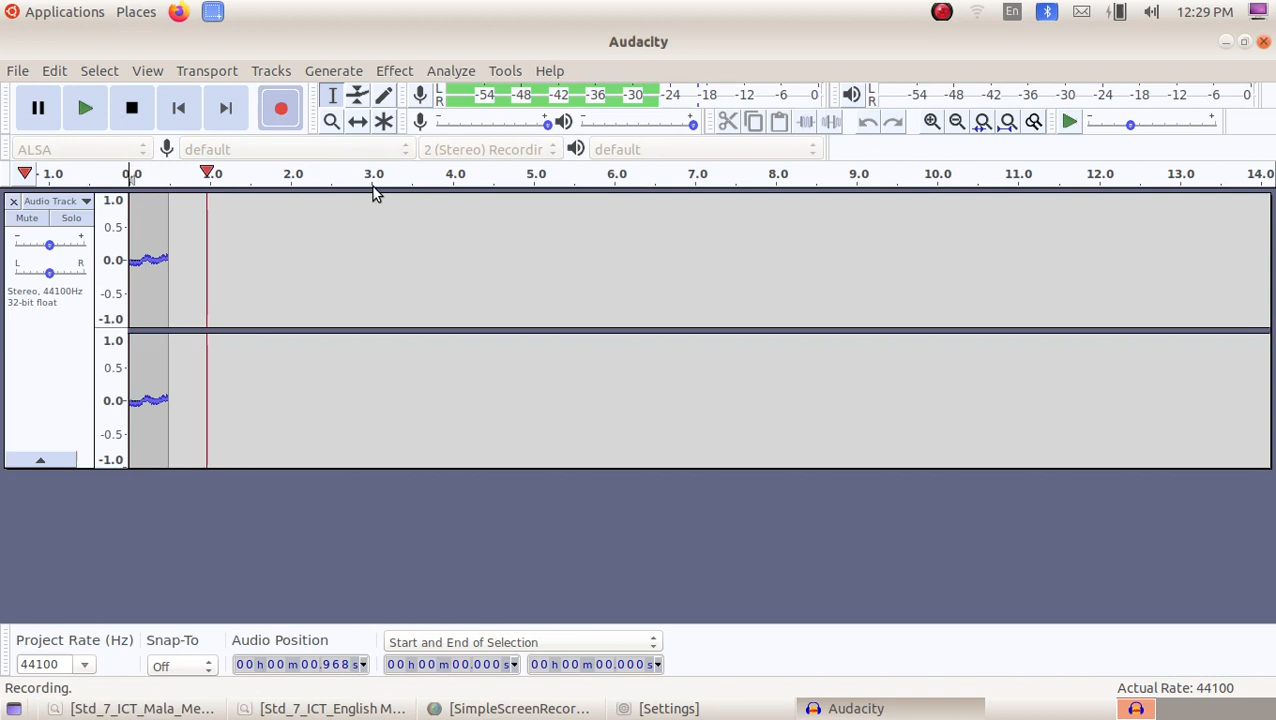 Applications Places En 12:29 PM
Audacity
File Edit Select View Transport Tracks Generate Effect Analyze Tools Help
L R -54 -48 -42 -36 -30 -24 -18 -12 -6 0 L R -54 -48 -42 -36 -30 -24 -18 -12 -6 0
- + - + - +
ALSA default 2 (Stereo) Recordir default
- 1.0 0.0 1.0 2.0 3.0 4.0 5.0 6.0 7.0 8.0 9.0 10.0 11.0 12.0 13.0 14.0
Audio Track 1.0
Mute Solo 0.5
- +
0.0
L R
Stereo, 44100Hz -0.5
32-bit float
-1.0
1.0
0.5
0.0
-0.5
-1.0
Project Rate (Hz) Snap-To Audio Position Start and End of Selection
44100 Off 00 h 00 m 00.968 s 00 h 00 m 00.000 s 00 h 00 m 00.000 s
Recording. Actual Rate: 44100
[Std_7_ICT_Mala_Me... [Std_7_ICT_English M... [SimpleScreenRecor... [Settings] Audacity